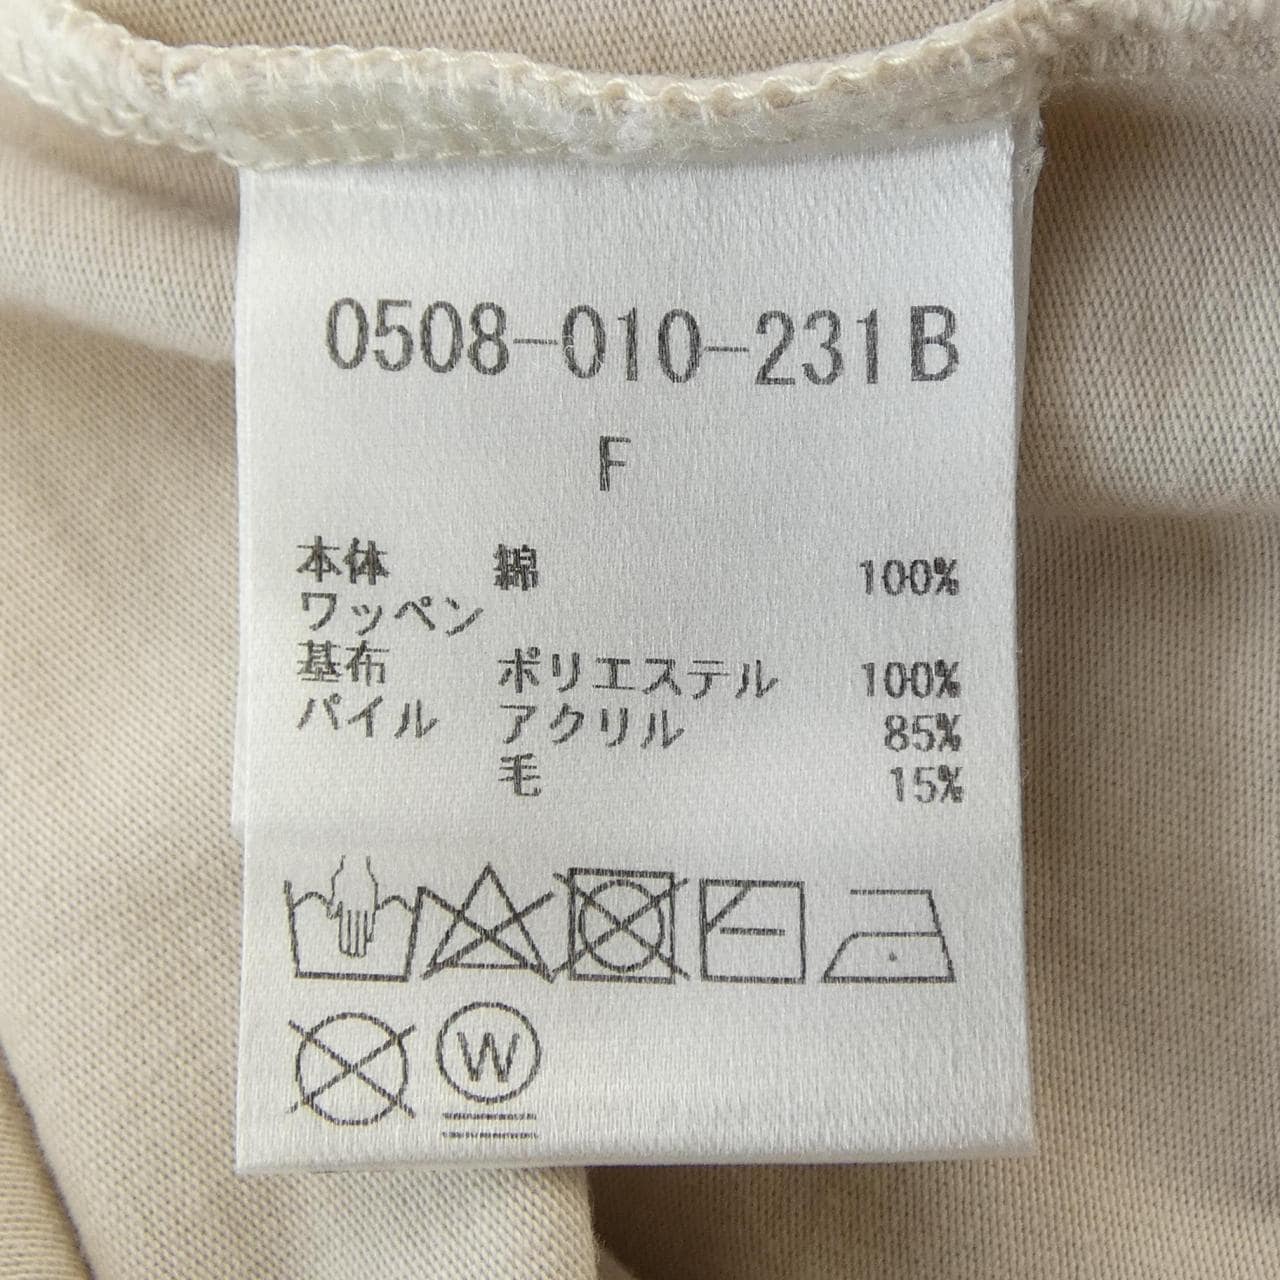 0508-010-231B
F
本体 綿 100%
ワッペン
基布 ポリエステル 100%
パイル アクリル 85%
毛 15%
W